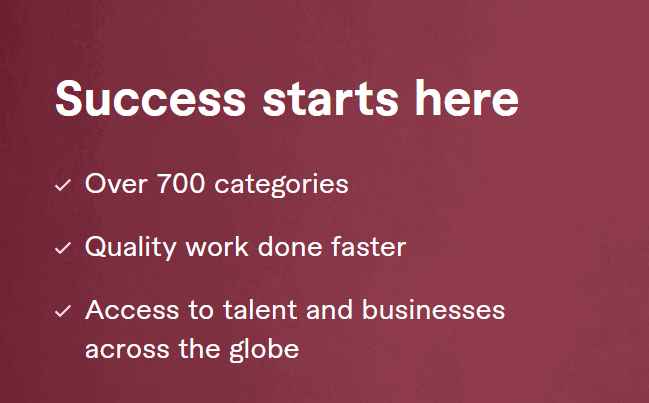 Success starts here
✓ Over 700 categories
✓ Quality work done faster
✓ Access to talent and businesses
across the globe